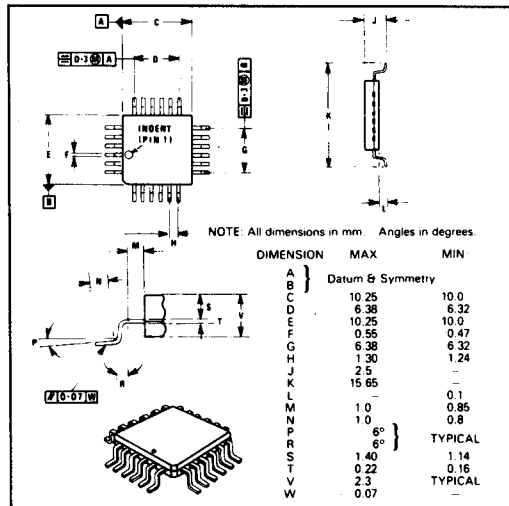 A
C
J
= 0·3 M A
D
= 0·3 M B
INDENT
(PIN 1)
E
F
G
K
B
H
L
NOTE: All dimensions in mm. Angles in degrees.
DIMENSION MAX MIN
A
B } Datum & Symmetry
C 10.25 10.0
D 6.38 6.32
E 10.25 10.0
F 0.55 0.47
G 6.38 6.32
H 1.30 1.24
J 2.5 –
K 15.65 –
L – 0.1
M 1.0 0.85
N 1.0 0.8
P 6°
R 6° } TYPICAL
S 1.40 1.14
T 0.22 0.16
V 2.3 TYPICAL
W 0.07 –
M
N
S
V
T
P
R
// 0·07 W